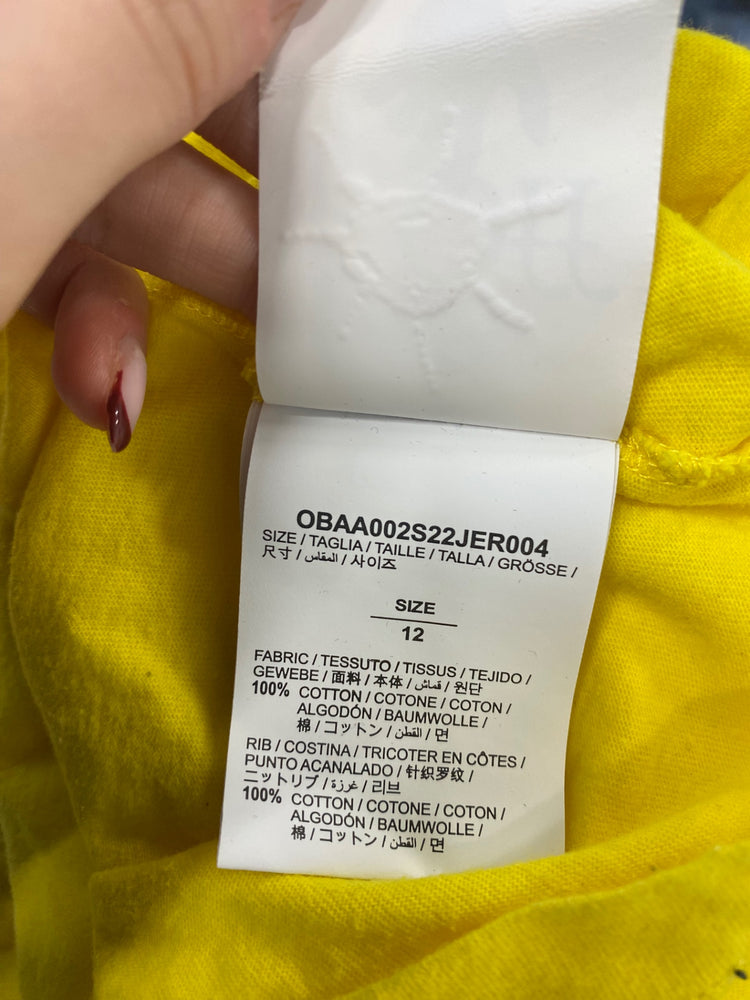 OBAA002S22JER004
SIZE / TAGLIA / TAILLE / TALLA / GRÖSSE /
尺寸 / المقاس / 사이즈
SIZE
12
FABRIC / TESSUTO / TISSUS / TEJIDO /
GEWEBE / 面料 / 本体 / قماش / 원단
100% COTTON / COTONE / COTON /
ALGODÓN / BAUMWOLLE /
棉 / コットン / القطن / 면
RIB / COSTINA / TRICOTER EN CÔTES /
PUNTO ACANALADO / 针织罗纹 /
ニットリブ / غرزة / 리브
100% COTTON / COTONE / COTON /
ALGODÓN / BAUMWOLLE /
棉 / コットン / القطن / 면